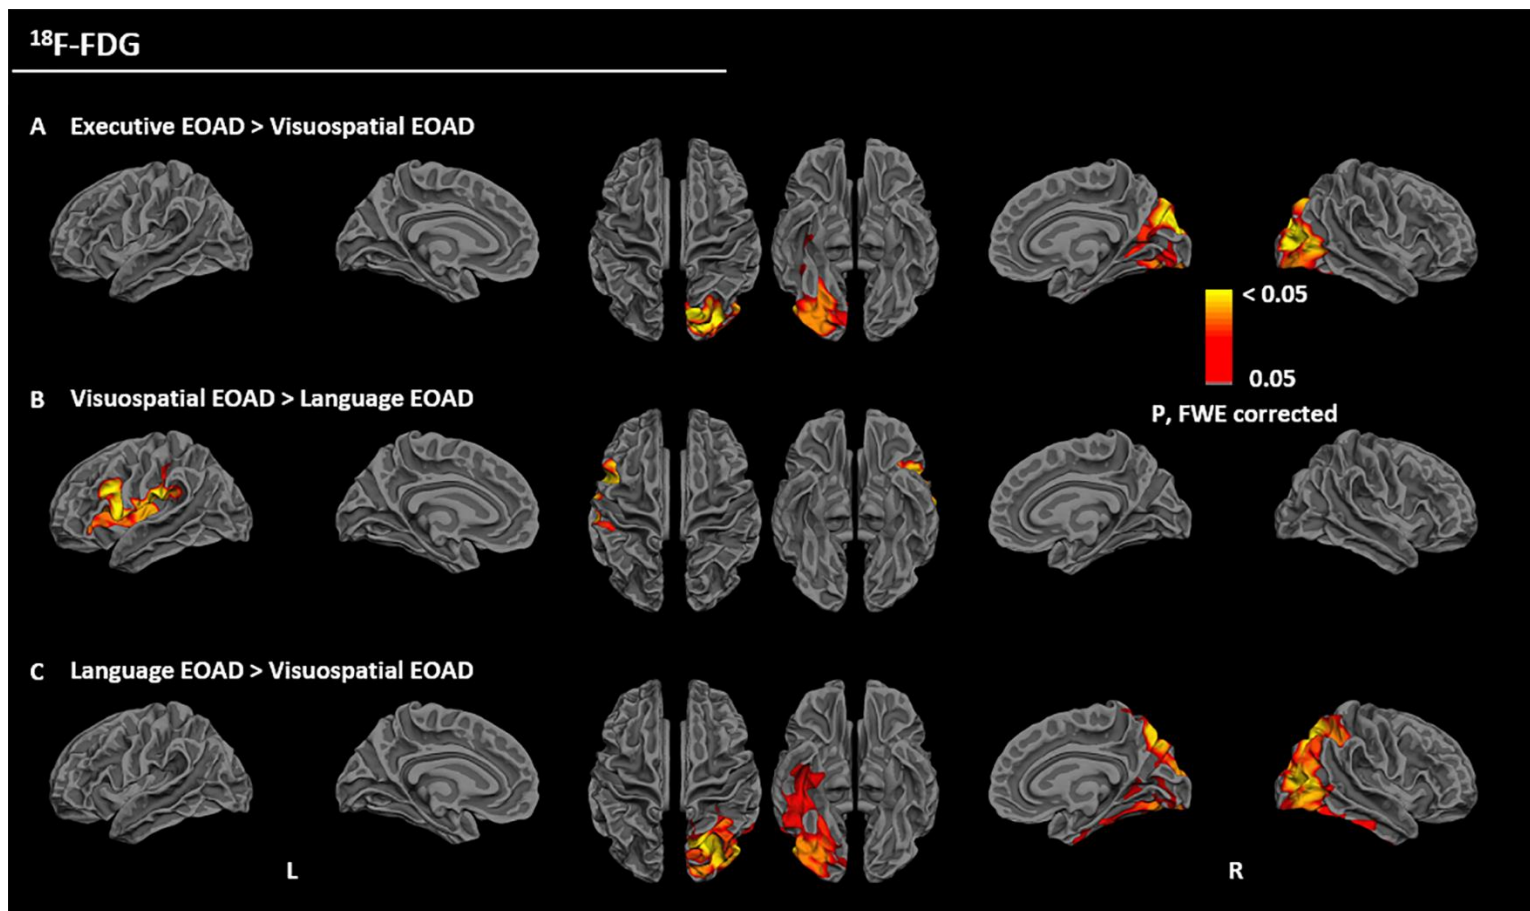 ¹⁸F-FDG
A Executive EOAD > Visuospatial EOAD
< 0.05
0.05
P, FWE corrected
B Visuospatial EOAD > Language EOAD
C Language EOAD > Visuospatial EOAD
L
R